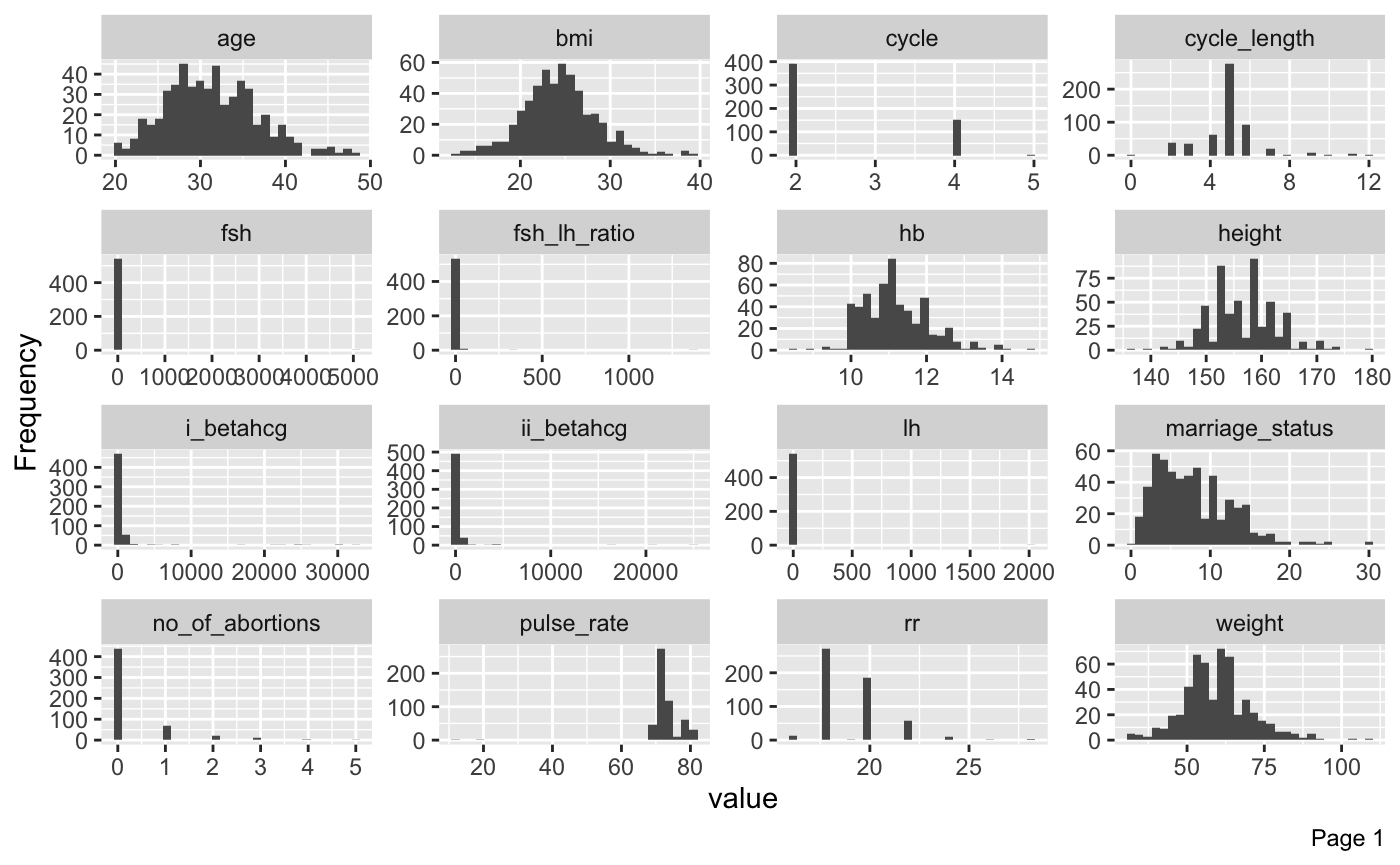 age bmi cycle cycle_length
40 60 400
30 40 300 200
20 200
10 20 100 100
0 0 0 0
20 30 40 50 20 30 40 2 3 4 5 0 4 8 12
fsh fsh_lh_ratio hb height
80
400 400 60 75
200 200 40 50
20 25
0 0 0 0
0 1000 2000 3000 4000 5000 0 500 1000 10 12 14 140 150 160 170 180
Frequency
i_betahcg ii_betahcg lh marriage_status
500 60
400 400 400 40
300 300
200 200 200 20
100 100
0 0 0 0
0 10000 20000 30000 0 10000 20000 0 500 1000 1500 2000 0 10 20 30
no_of_abortions pulse_rate rr weight
400
300 200 200 60
200 40
100 100 100 20
0 0 0 0
0 1 2 3 4 5 20 40 60 80 20 25 50 75 100
value
Page 1